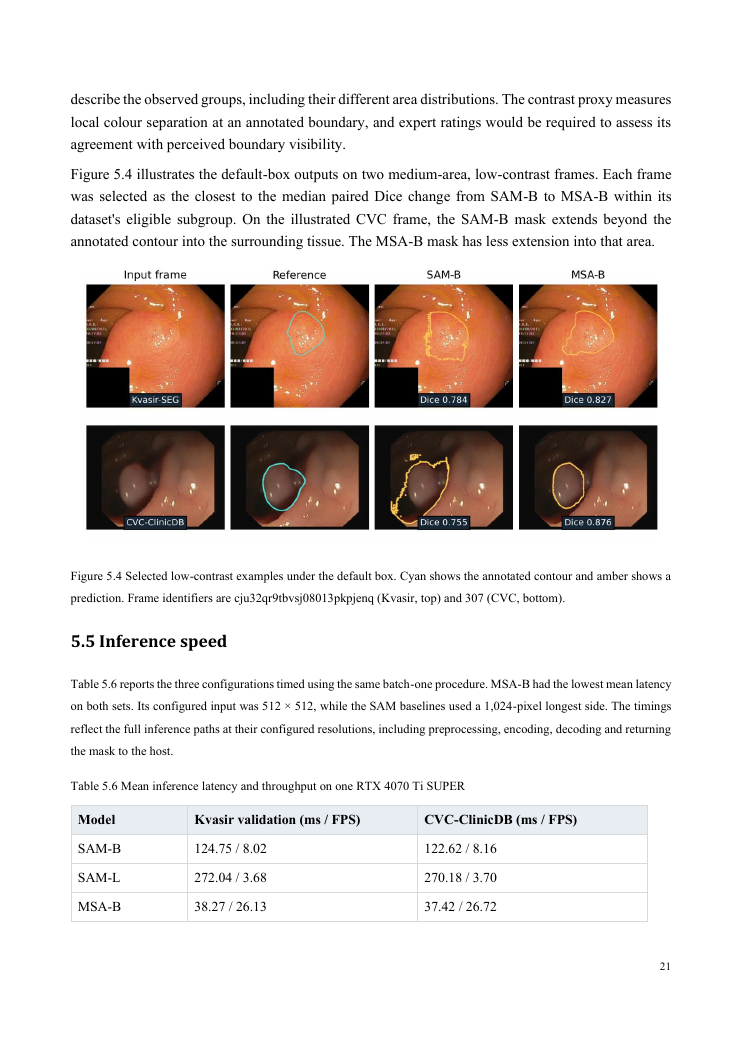 describe the observed groups, including their different area distributions. The contrast proxy measures
local colour separation at an annotated boundary, and expert ratings would be required to assess its
agreement with perceived boundary visibility.
Figure 5.4 illustrates the default-box outputs on two medium-area, low-contrast frames. Each frame
was selected as the closest to the median paired Dice change from SAM-B to MSA-B within its
dataset's eligible subgroup. On the illustrated CVC frame, the SAM-B mask extends beyond the
annotated contour into the surrounding tissue. The MSA-B mask has less extension into that area.
Input frame Reference SAM-B MSA-B
Kvasir-SEG Dice 0.784 Dice 0.827
CVC-ClinicDB Dice 0.755 Dice 0.876
Figure 5.4 Selected low-contrast examples under the default box. Cyan shows the annotated contour and amber shows a
prediction. Frame identifiers are cju32qr9tbvsj08013pkpjenq (Kvasir, top) and 307 (CVC, bottom).
5.5 Inference speed
Table 5.6 reports the three configurations timed using the same batch-one procedure. MSA-B had the lowest mean latency
on both sets. Its configured input was 512 × 512, while the SAM baselines used a 1,024-pixel longest side. The timings
reflect the full inference paths at their configured resolutions, including preprocessing, encoding, decoding and returning
the mask to the host.
Table 5.6 Mean inference latency and throughput on one RTX 4070 Ti SUPER
Model Kvasir validation (ms / FPS) CVC-ClinicDB (ms / FPS)
SAM-B 124.75 / 8.02 122.62 / 8.16
SAM-L 272.04 / 3.68 270.18 / 3.70
MSA-B 38.27 / 26.13 37.42 / 26.72
21